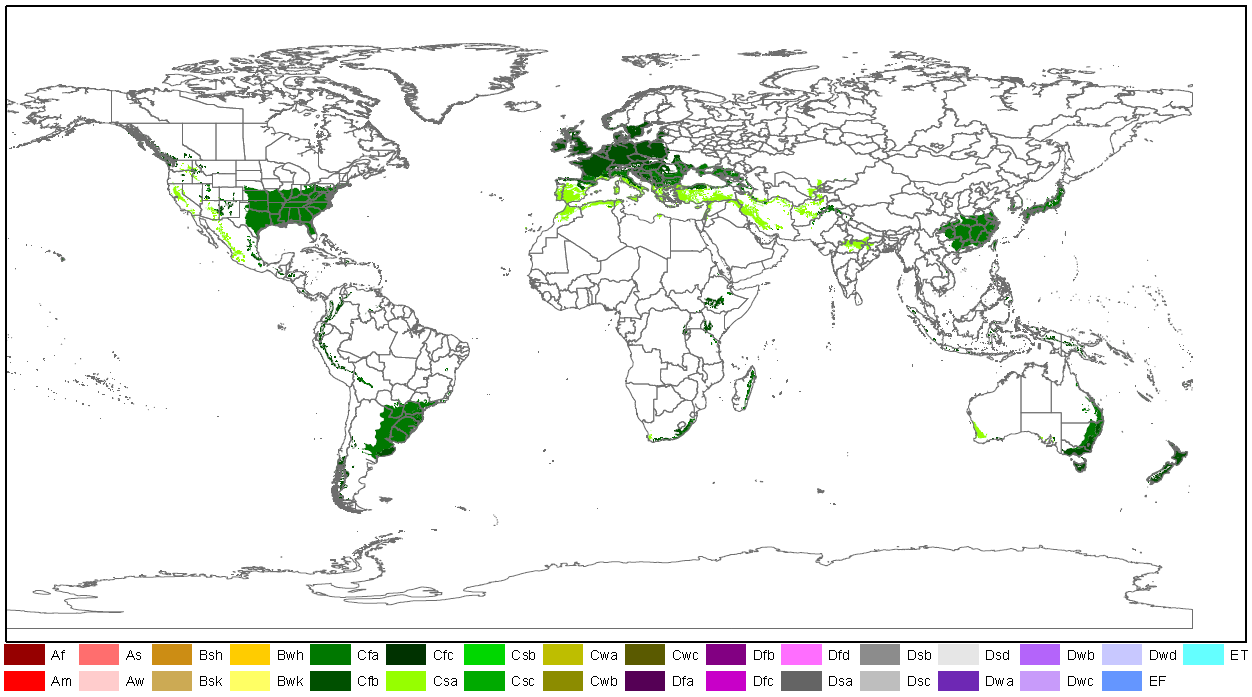 Af As Bsh Bwh Cfa Cfc Csb Cwa Cwc Dfb Dfd Dsb Dsd Dwb Dwd ET
Am Aw Bsk Bwk Cfb Csa Csc Cwb Dfa Dfc Dsa Dsc Dwa Dwc EF